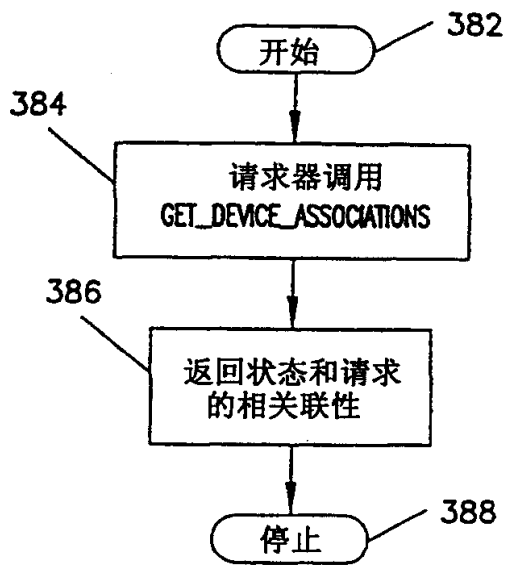 开始
382
384
请求器调用
GET_DEVICE_ASSOCIATIONS
386
返回状态和请求
的相关联性
停止
388